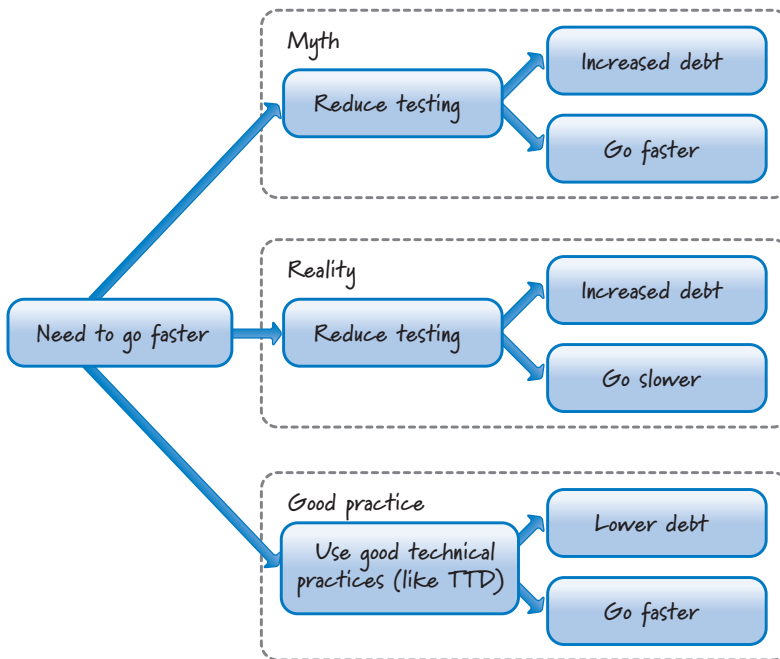 Myth
Reduce testing
Increased debt
Go faster
Need to go faster
Reality
Reduce testing
Increased debt
Go slower
Good practice
Use good technical
practices (like TTD)
Lower debt
Go faster